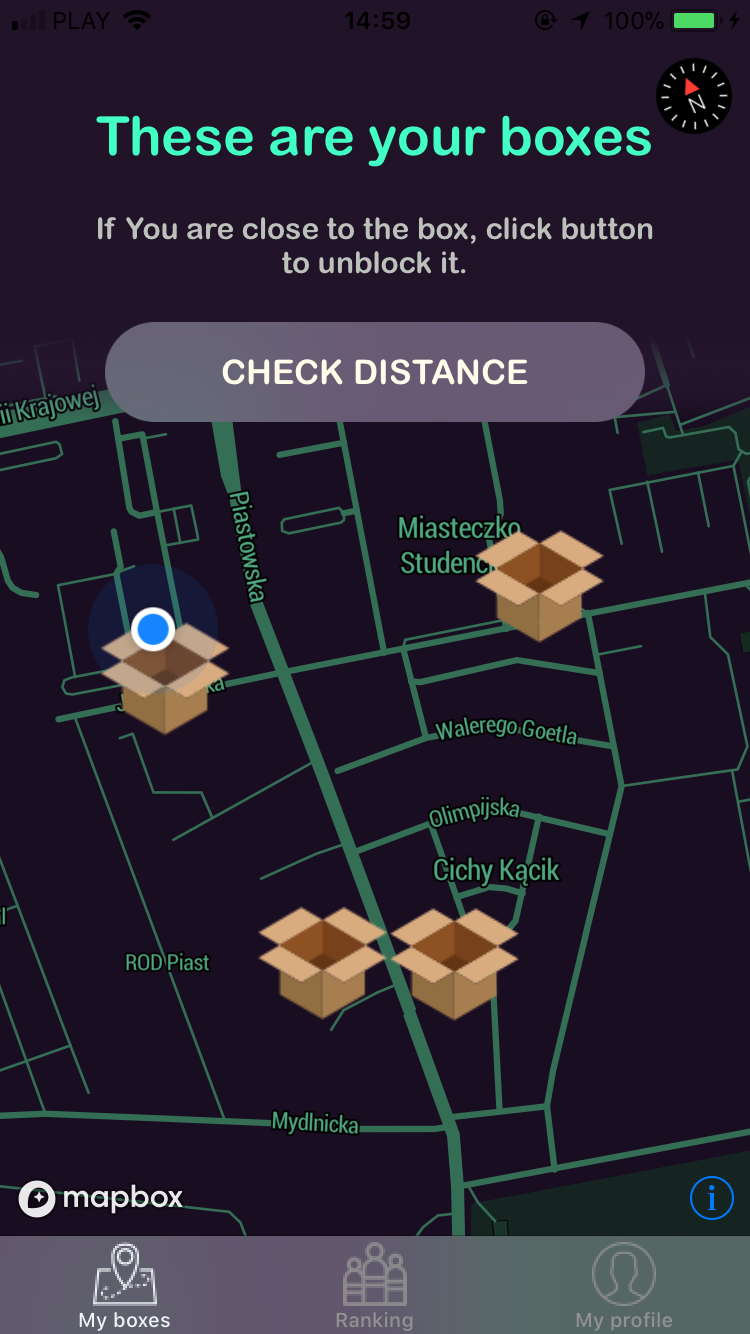 PLAY 14:59 100%
N
These are your boxes
If You are close to the box, click button
to unblock it.
CHECK DISTANCE
ii Krajowej
Piastowska
Miasteczko
Studenc
ka
Walerego Goetla
Olimpijska
Cichy Kącik
ROD Piast
Mydlnicka
mapbox
i
My boxes Ranking My profile